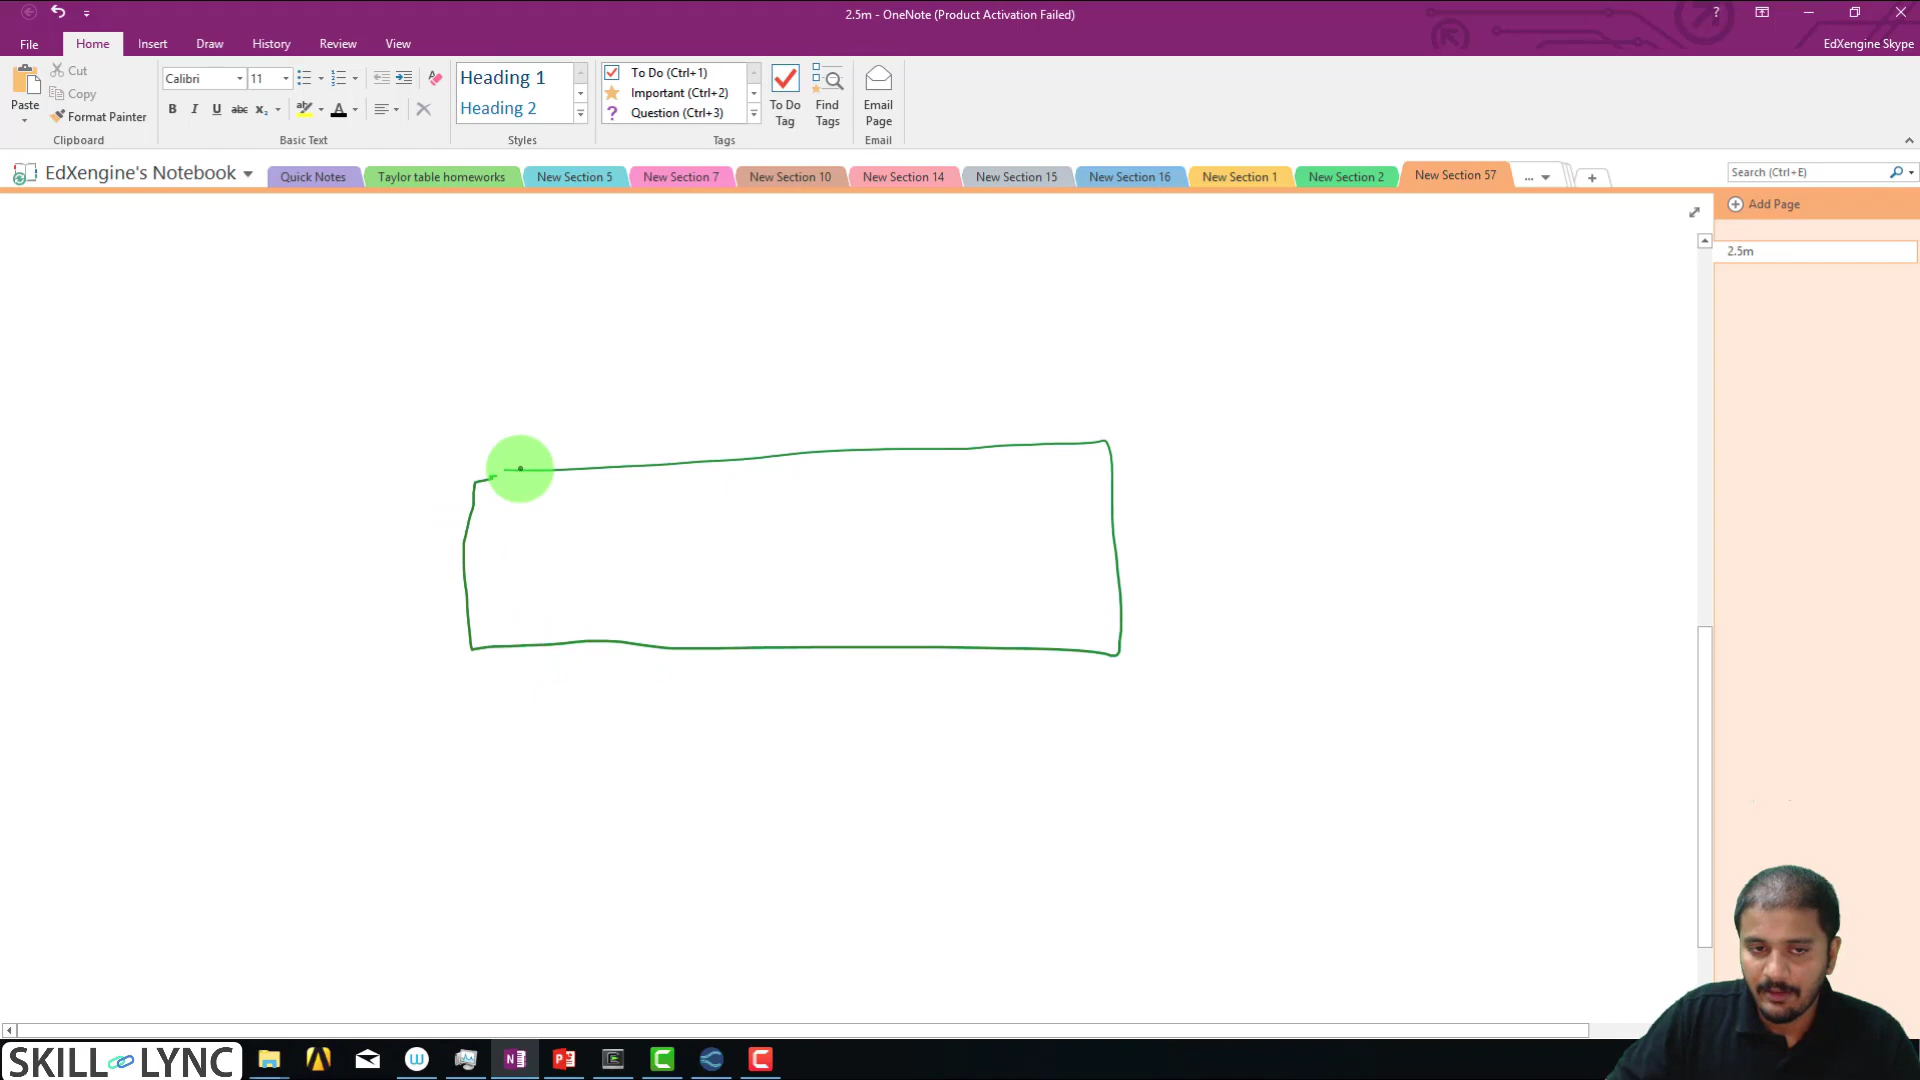 2.5m - OneNote (Product Activation Failed)
?
File Home Insert Draw History Review View
EdXengine Skype
Paste
Cut
Copy
Format Painter
Clipboard
Calibri 11
B I U abc x₂ A
Basic Text
Heading 1
Heading 2
Styles
To Do (Ctrl+1)
Important (Ctrl+2)
? Question (Ctrl+3)
Tags
To Do Tag
Find Tags
Email Page
Email
EdXengine's Notebook
Quick Notes Taylor table homeworks New Section 5 New Section 7 New Section 10 New Section 14 New Section 15 New Section 16 New Section 1 New Section 2 New Section 57 ... +
Search (Ctrl+E)
Add Page
2.5m
SKILL LYNC